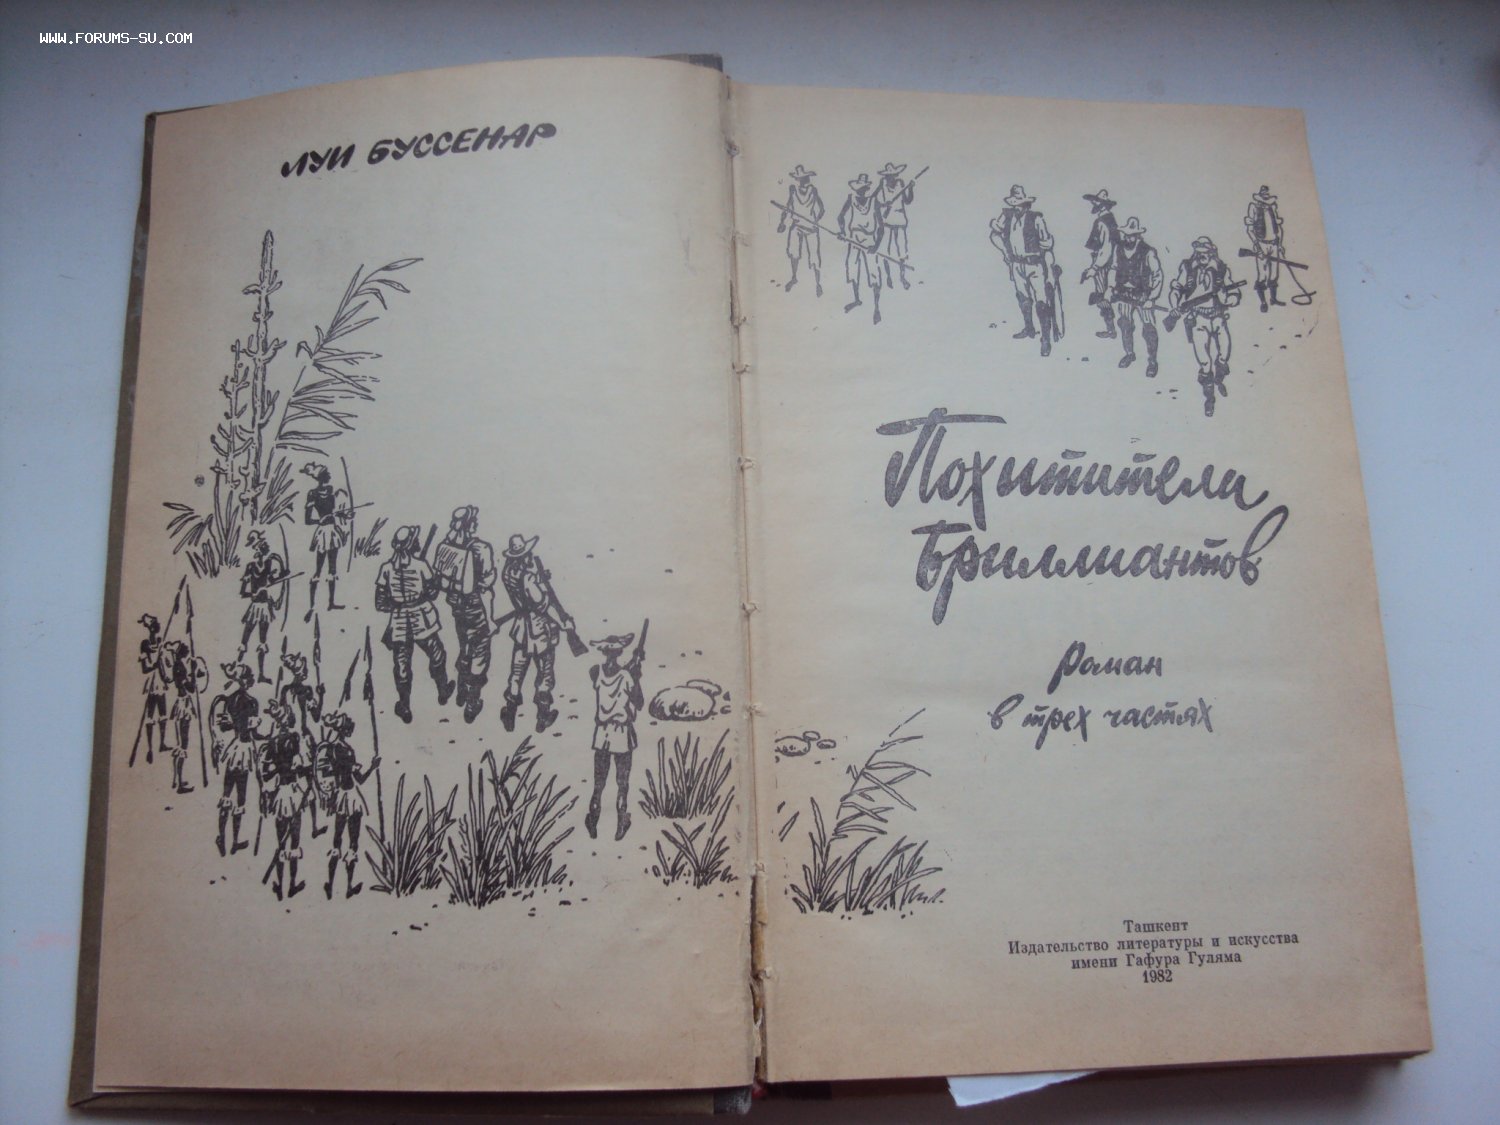 WWW.FORUMS-SU.COM
ЛУИ БУССЕНАР
Похитители
Бриллиантов
роман
в трех частях
Ташкент
Издательство литературы и искусства
имени Гафура Гуляма
1982